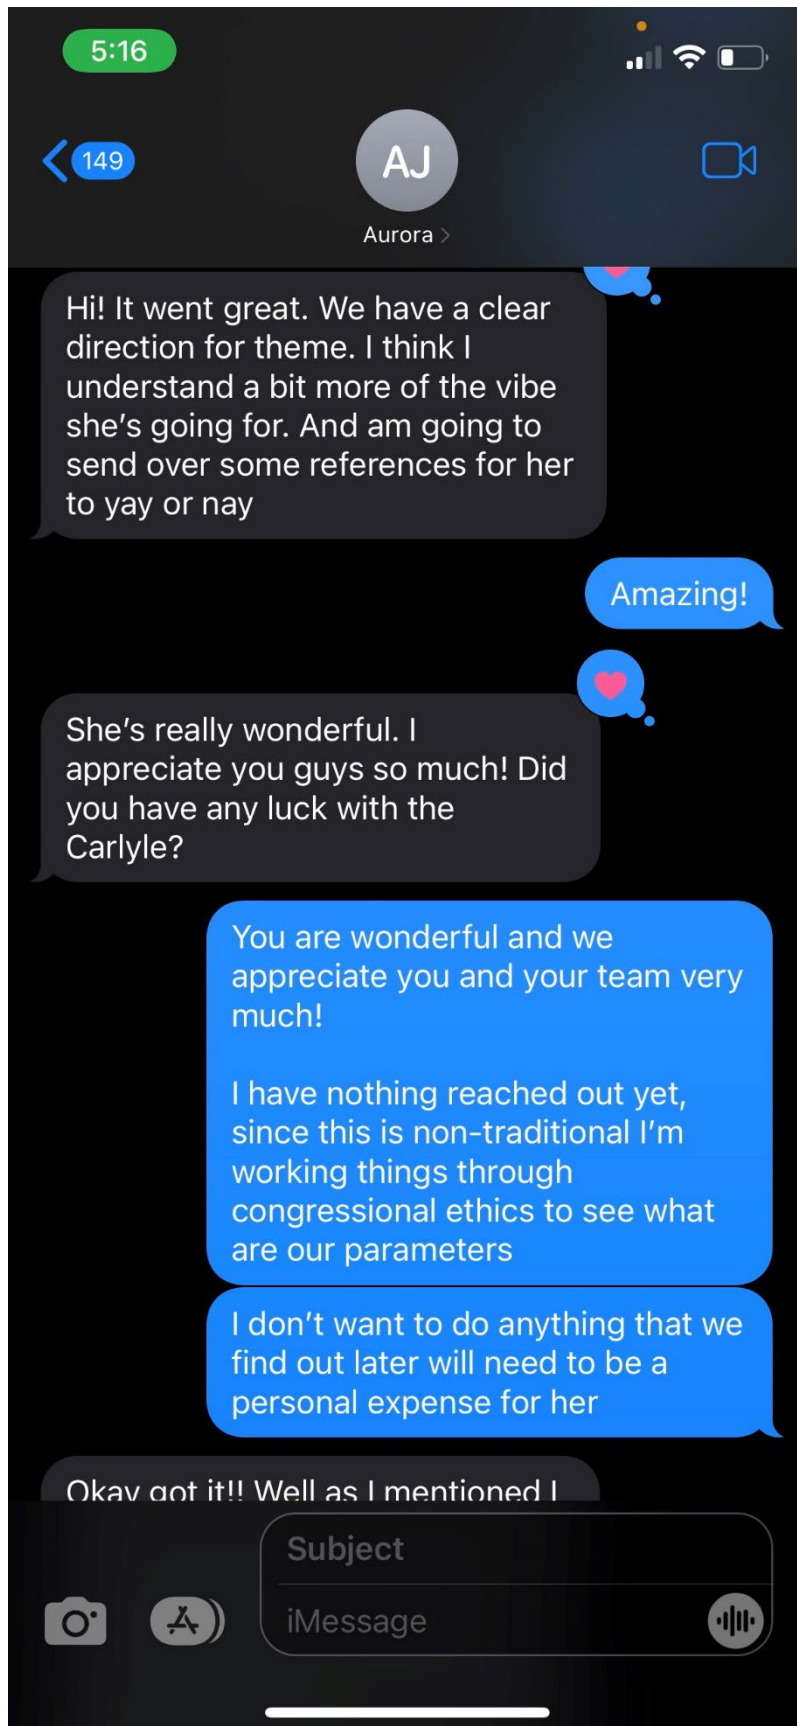 5:16
149
AJ
Aurora
Hi! It went great. We have a clear
direction for theme. I think I
understand a bit more of the vibe
she’s going for. And am going to
send over some references for her
to yay or nay
Amazing!
She’s really wonderful. I
appreciate you guys so much! Did
you have any luck with the
Carlyle?
You are wonderful and we
appreciate you and your team very
much!
I have nothing reached out yet,
since this is non-traditional I’m
working things through
congressional ethics to see what
are our parameters
I don’t want to do anything that we
find out later will need to be a
personal expense for her
Okay got it!! Well as I mentioned I
Subject
iMessage